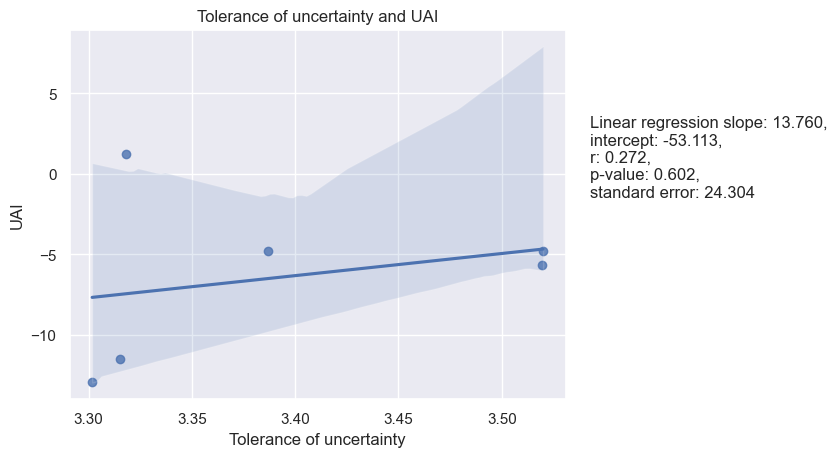 Tolerance of uncertainty and UAI
5
0
−5
−10
UAI
3.30
3.35
3.40
3.45
3.50
Tolerance of uncertainty
Linear regression slope: 13.760,
intercept: -53.113,
r: 0.272,
p-value: 0.602,
standard error: 24.304